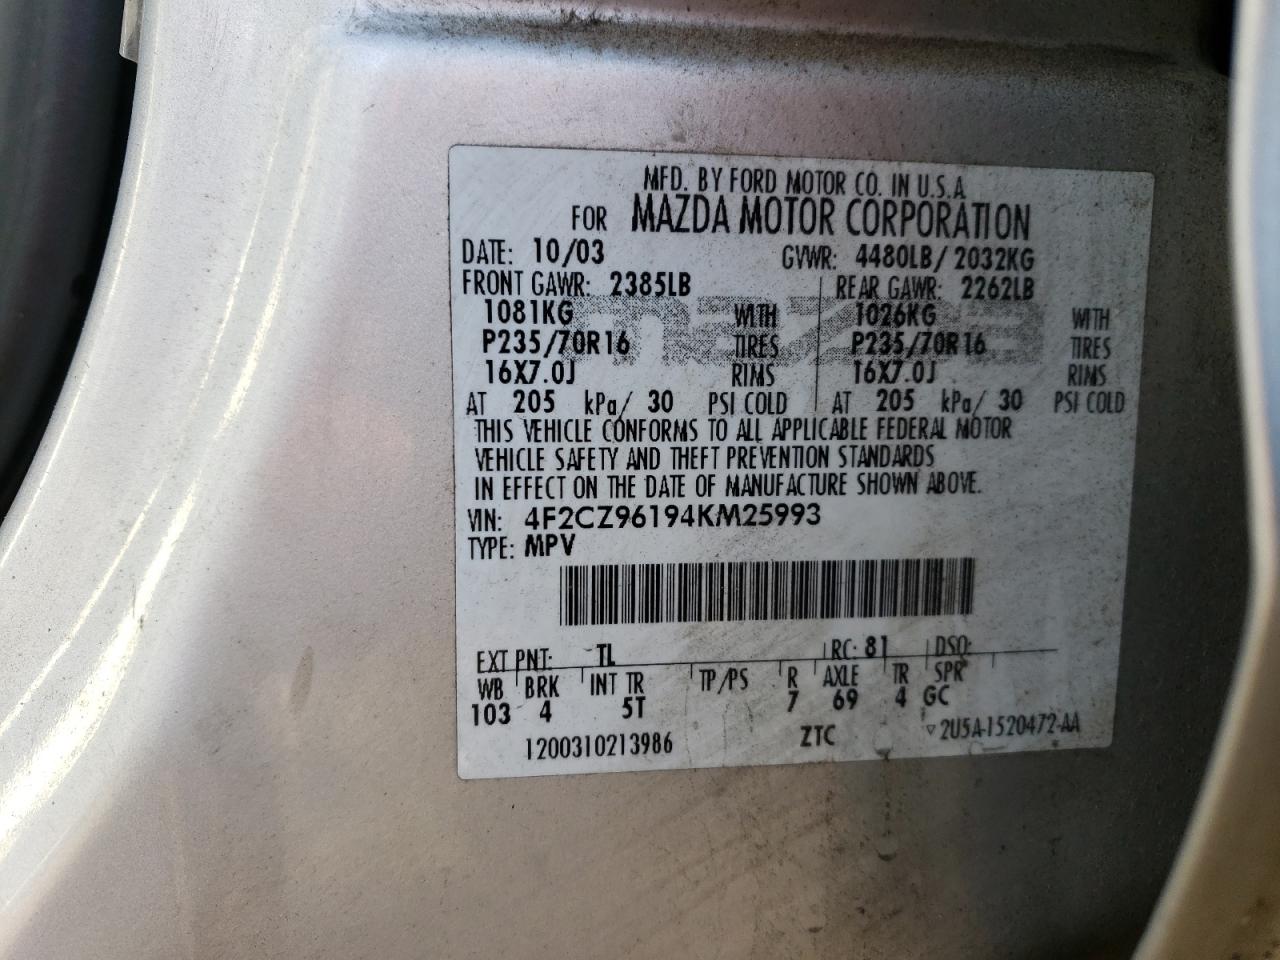 MFD. BY FORD MOTOR CO. IN U.S.A.
FOR MAZDA MOTOR CORPORATION
DATE: 10/03 GVWR: 4480LB/ 2032KG
FRONT GAWR: 2385LB REAR GAWR: 2262LB
1081KG WITH 1026KG WITH
P235/70R16 TIRES P235/70R16 TIRES
16X7.0J RIMS 16X7.0J RIMS
AT 205 kPa/ 30 PSI COLD AT 205 kPa/ 30 PSI COLD
mazda
THIS VEHICLE CONFORMS TO ALL APPLICABLE FEDERAL MOTOR
VEHICLE SAFETY AND THEFT PREVENTION STANDARDS
IN EFFECT ON THE DATE OF MANUFACTURE SHOWN ABOVE.
VIN: 4F2CZ96194KM25993
TYPE: MPV
EXT PNT: TL RC: 81 DSO:
WB BRK INT TR TP/PS R AXLE TR SPR
103 4 5T 7 69 4 GC
1200310213986 ZTC ▽2U5A-1520472-AA